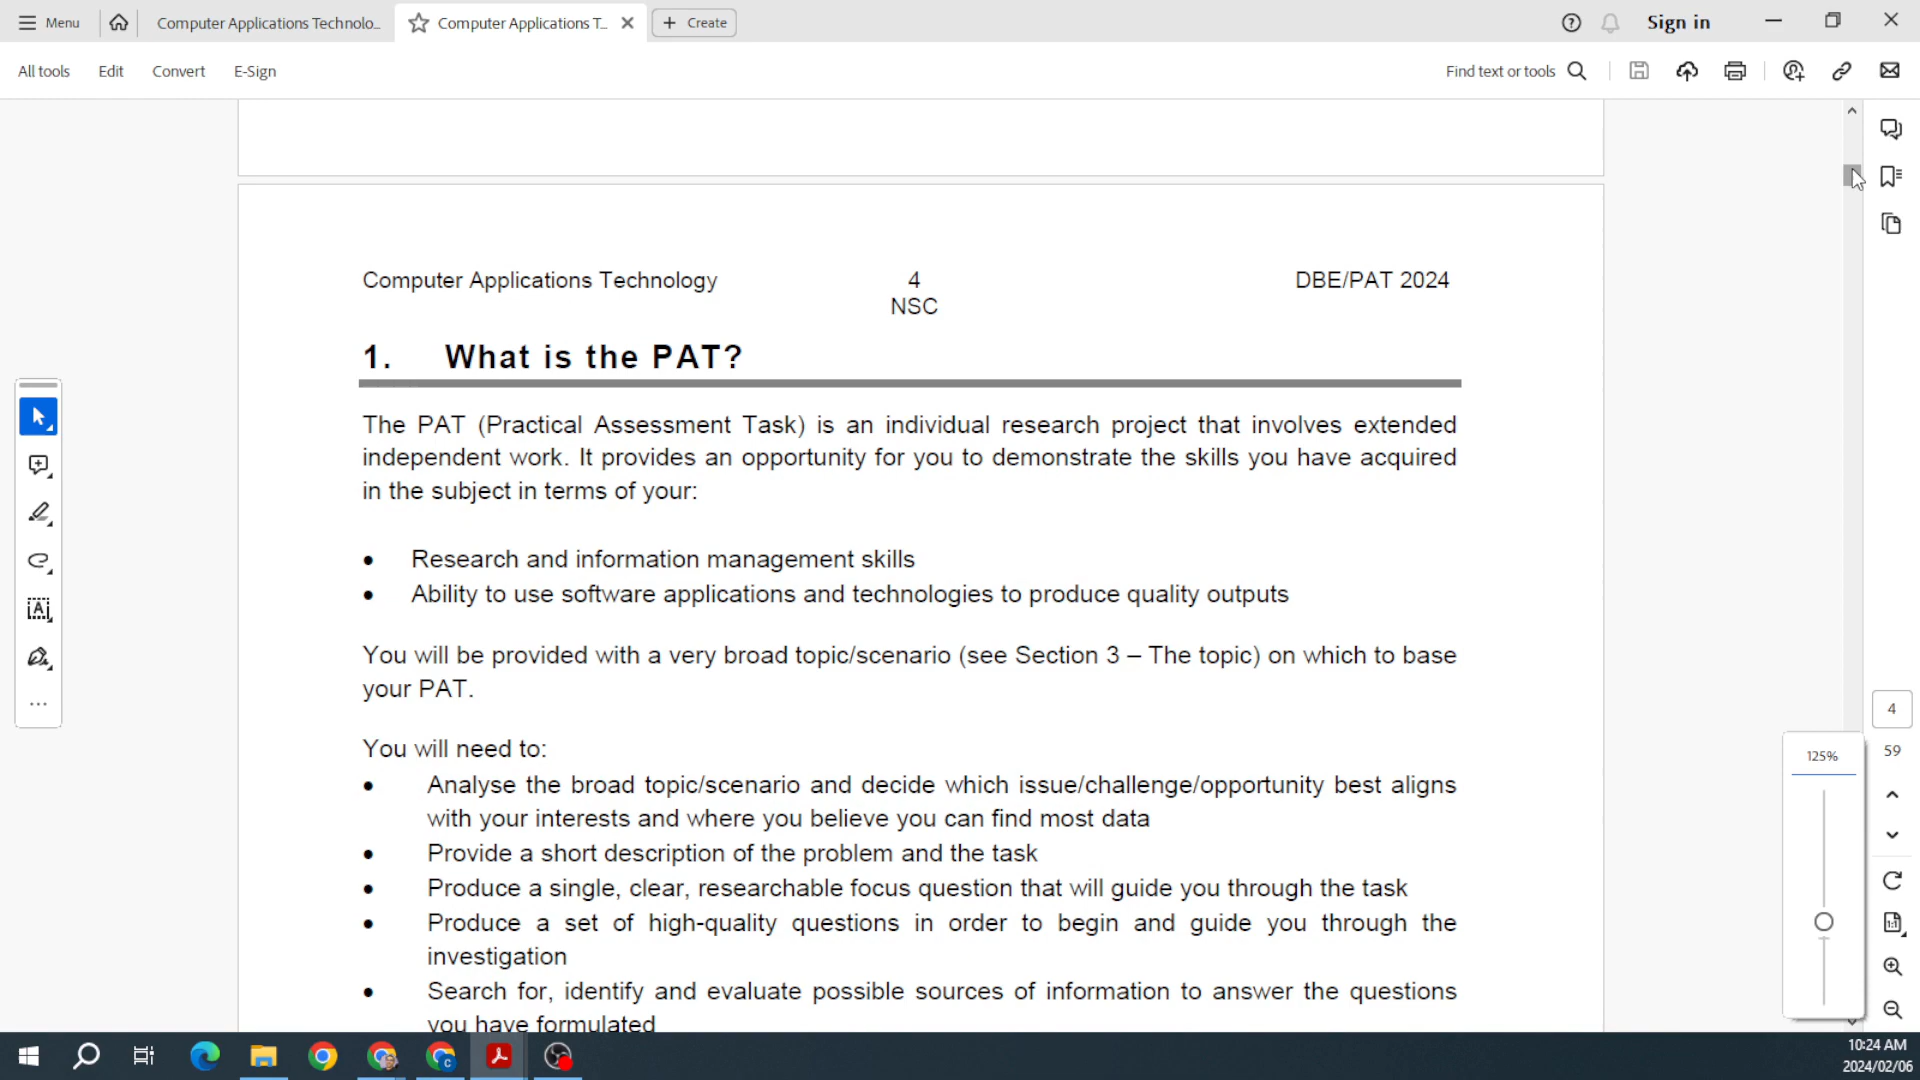 Menu
Computer Applications Technolo...
Computer Applications T...
Create
Sign in
All tools
Edit
Convert
E-Sign
Find text or tools
Computer Applications Technology
4
DBE/PAT 2024
NSC
1. What is the PAT?
The PAT (Practical Assessment Task) is an individual research project that involves extended
independent work. It provides an opportunity for you to demonstrate the skills you have acquired
in the subject in terms of your:
• Research and information management skills
• Ability to use software applications and technologies to produce quality outputs
You will be provided with a very broad topic/scenario (see Section 3 – The topic) on which to base
your PAT.
You will need to:
• Analyse the broad topic/scenario and decide which issue/challenge/opportunity best aligns
with your interests and where you believe you can find most data
• Provide a short description of the problem and the task
• Produce a single, clear, researchable focus question that will guide you through the task
• Produce a set of high-quality questions in order to begin and guide you through the
investigation
• Search for, identify and evaluate possible sources of information to answer the questions
you have formulated
4
59
125%
10:24 AM
2024/02/06